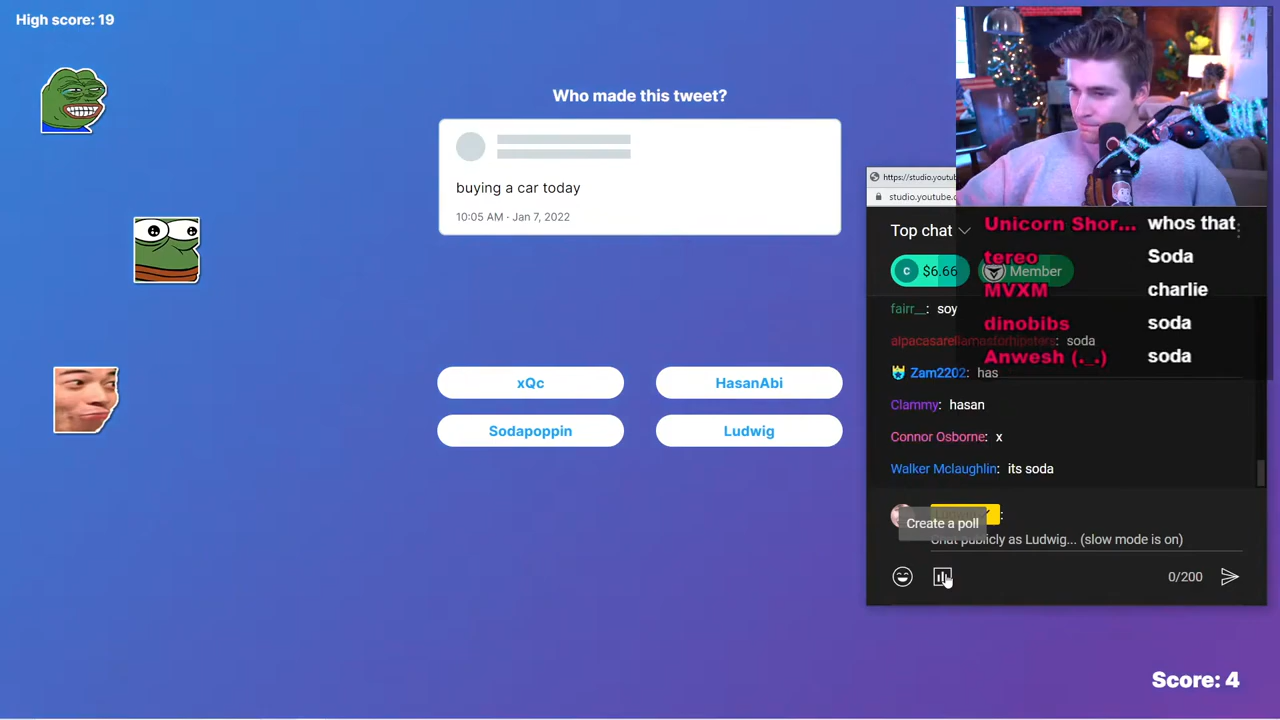 High score: 19
Who made this tweet?
buying a car today
10:05 AM · Jan 7, 2022
xQc
HasanAbi
Sodapoppin
Ludwig
https://studio.youtub
studio.youtube.c
Top chat
Unicorn Shor... whos that
tereo Soda
C $6.66
Member
MVXM charlie
fairr__: soy
dinobibs soda
alpacasarellamasforhipsters: soda
Anwesh (._.) soda
Zam2202: has
Clammy: hasan
Connor Osborne: x
Walker Mclaughlin: its soda
Create a poll
Chat publicly as Ludwig... (slow mode is on)
0/200
Score: 4